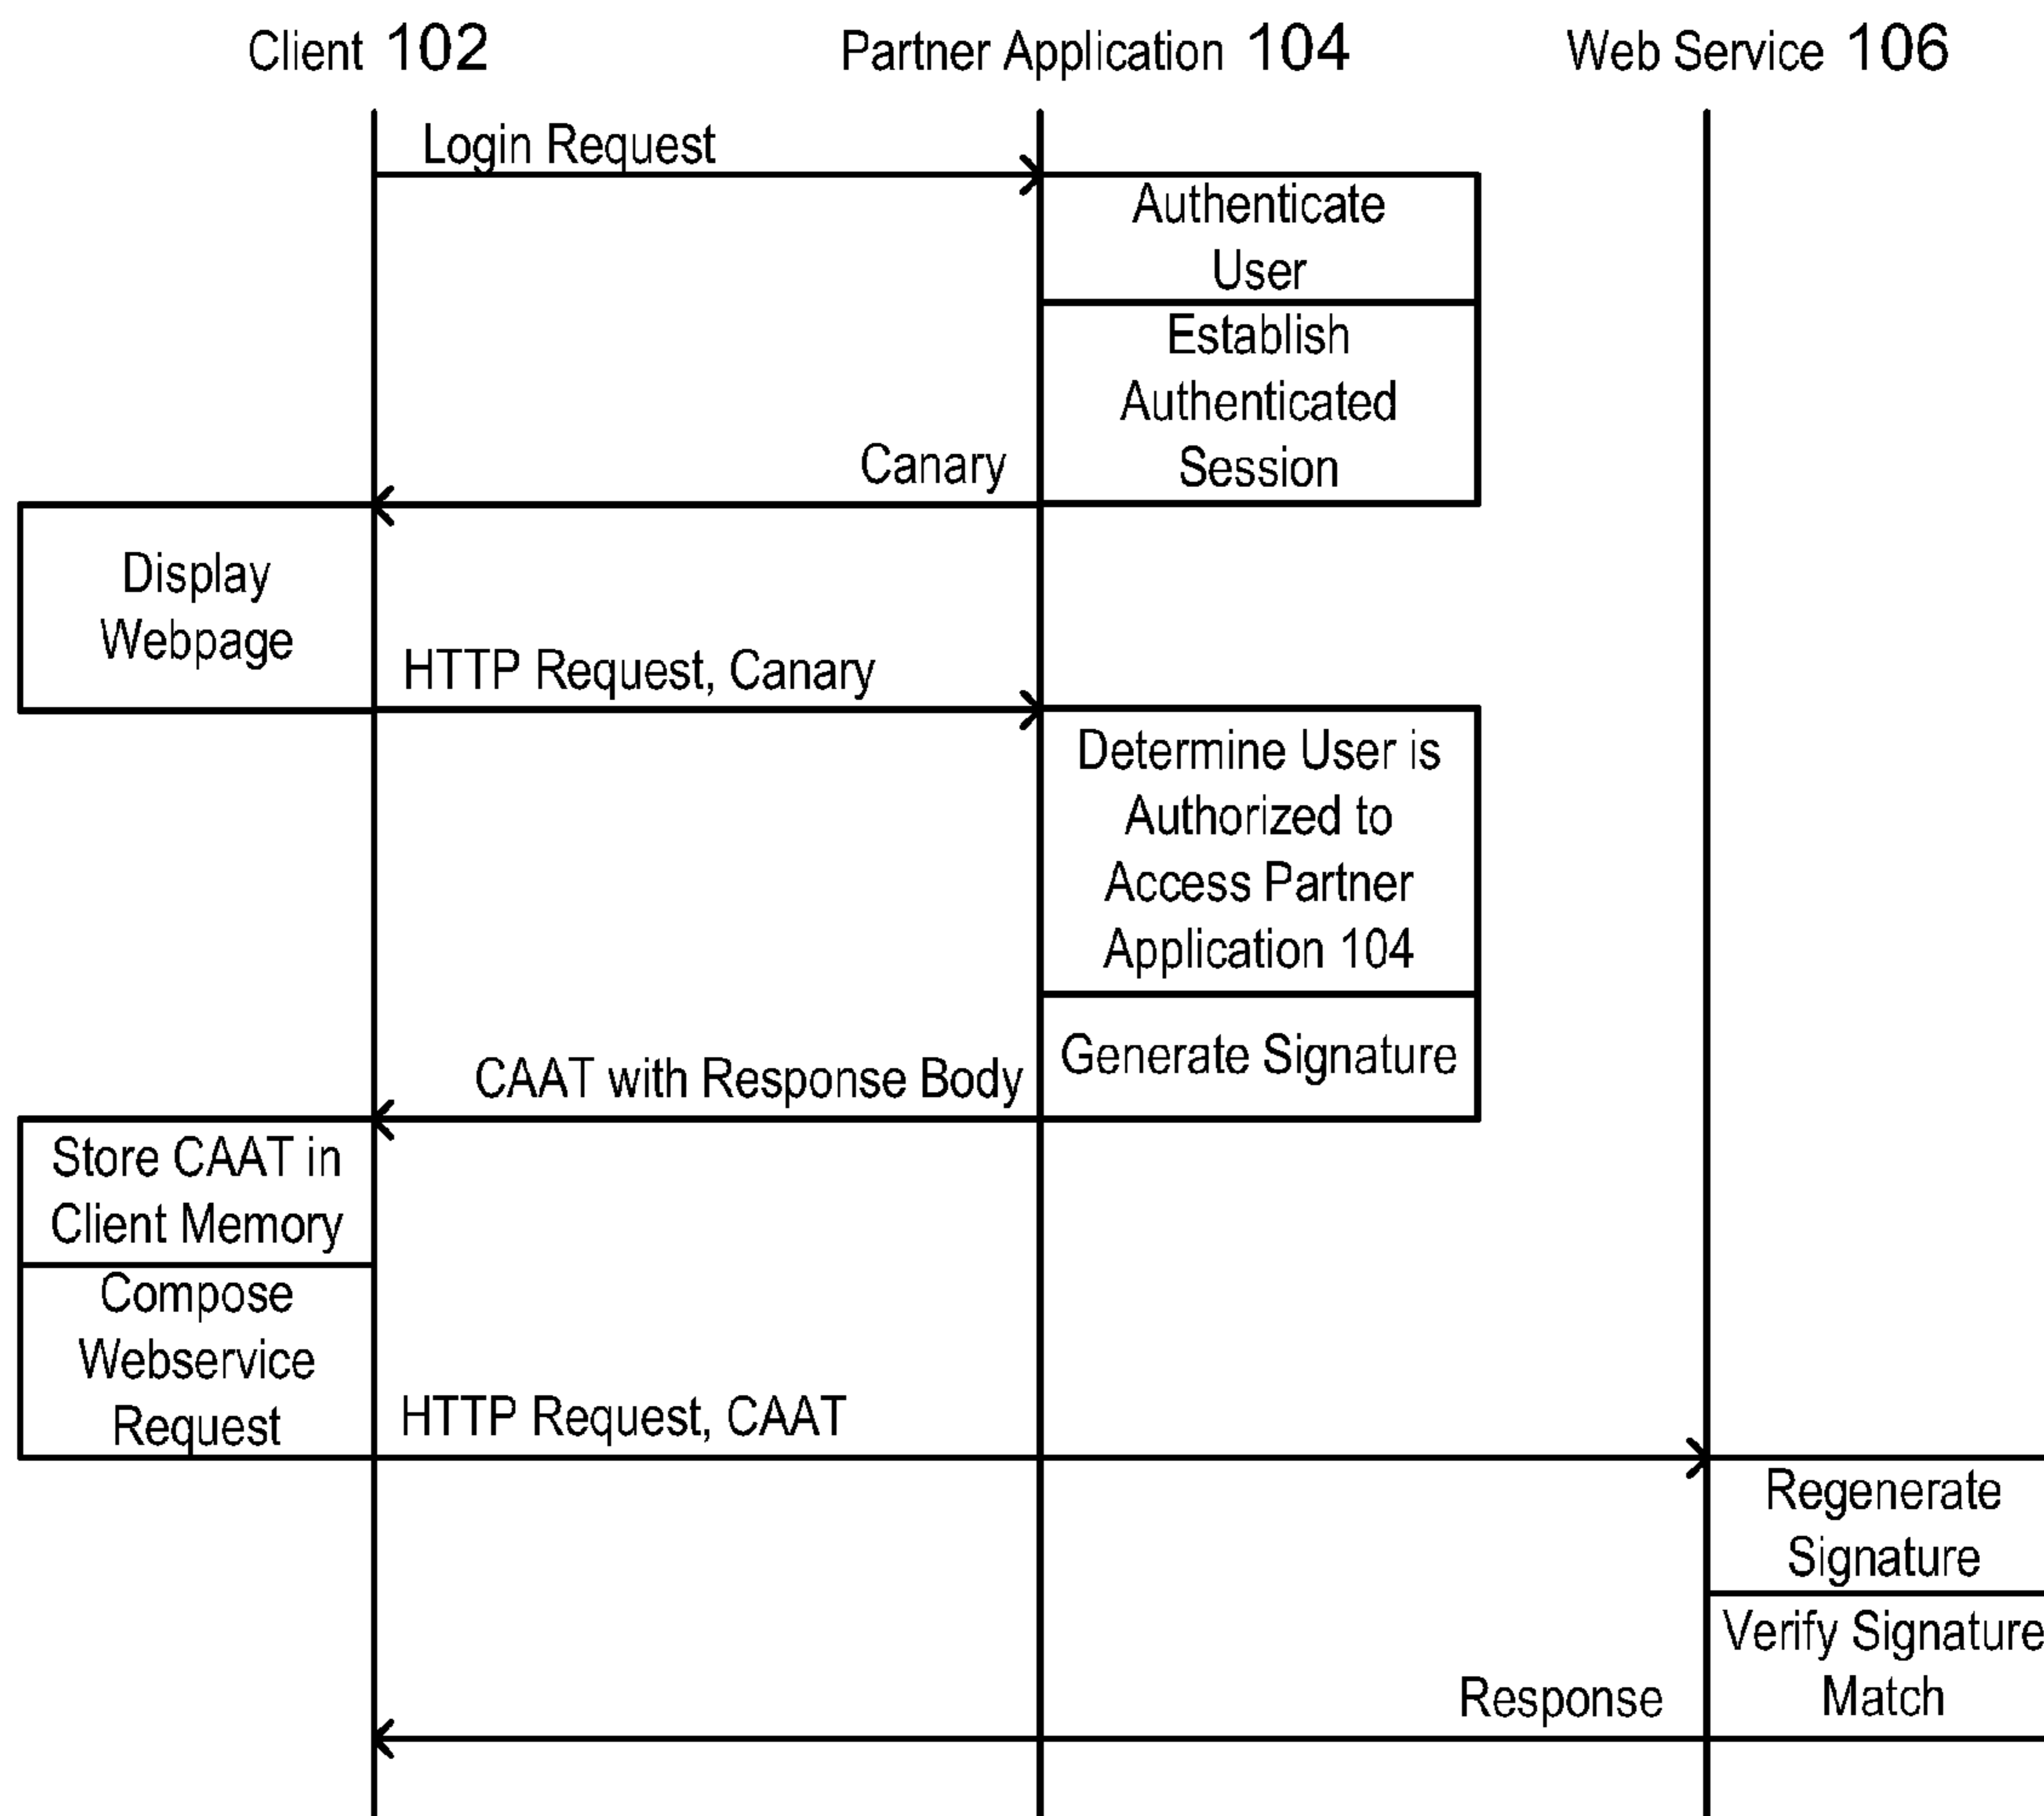 Client 102
Partner Application 104
Web Service 106
Login Request
Authenticate
User
Establish
Authenticated
Session
Canary
Display
Webpage
HTTP Request, Canary
Determine User is
Authorized to
Access Partner
Application 104
Generate Signature
CAAT with Response Body
Store CAAT in
Client Memory
Compose
Webservice
Request
HTTP Request, CAAT
Regenerate
Signature
Verify Signature
Match
Response